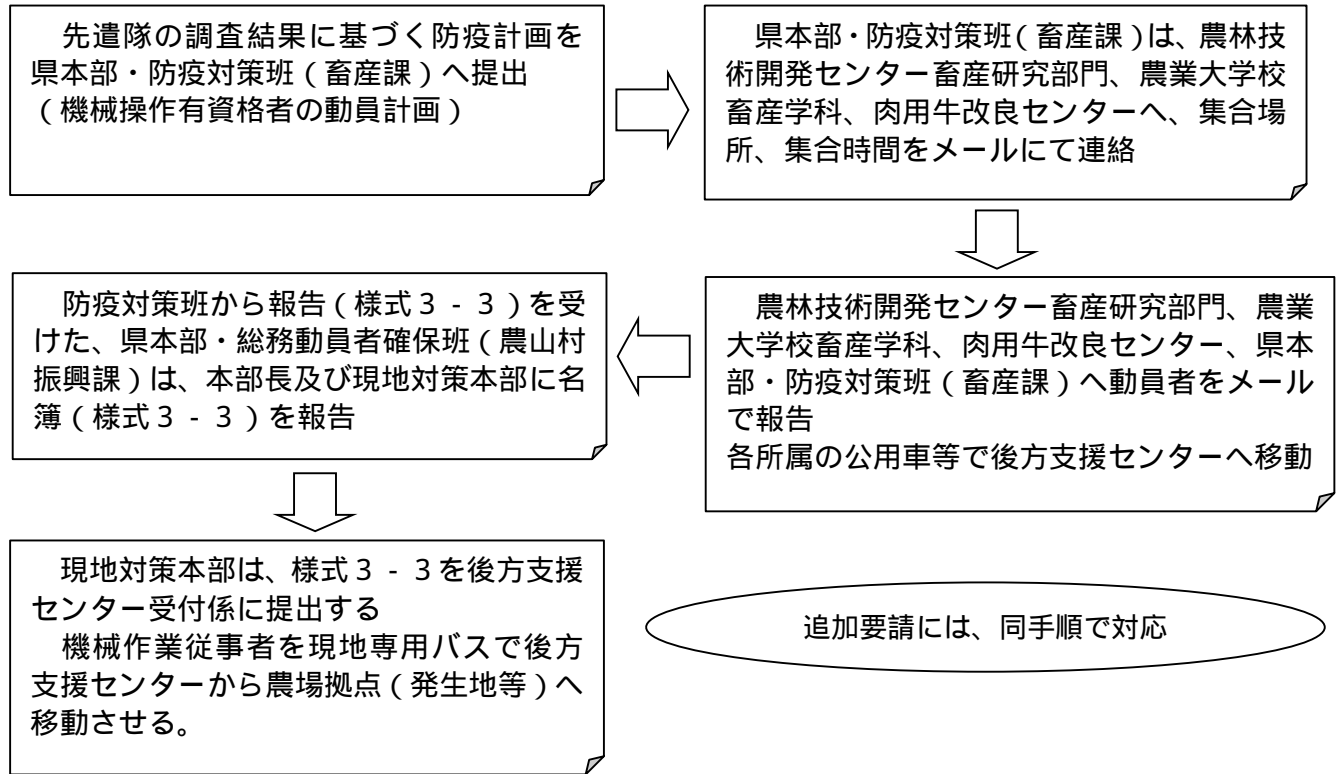 先遣隊の調査結果に基づく防疫計画を
県本部・防疫対策班（畜産課）へ提出
（機械操作有資格者の動員計画）
県本部・防疫対策班（畜産課）は、農林技
術開発センター畜産研究部門、農業大学校
畜産学科、肉用牛改良センターへ、集合場
所、集合時間をメールにて連絡
農林技術開発センター畜産研究部門、農業
大学校畜産学科、肉用牛改良センター、県本
部・防疫対策班（畜産課）へ動員者をメール
で報告
各所属の公用車等で後方支援センターへ移動
防疫対策班から報告（様式３‐３）を受
けた、県本部・総務動員者確保班（農山村
振興課）は、本部長及び現地対策本部に名
簿（様式３‐３）を報告
現地対策本部は、様式３‐３を後方支援
センター受付係に提出する
機械作業従事者を現地専用バスで後方
支援センターから農場拠点（発生地等）へ
移動させる。
追加要請には、同手順で対応